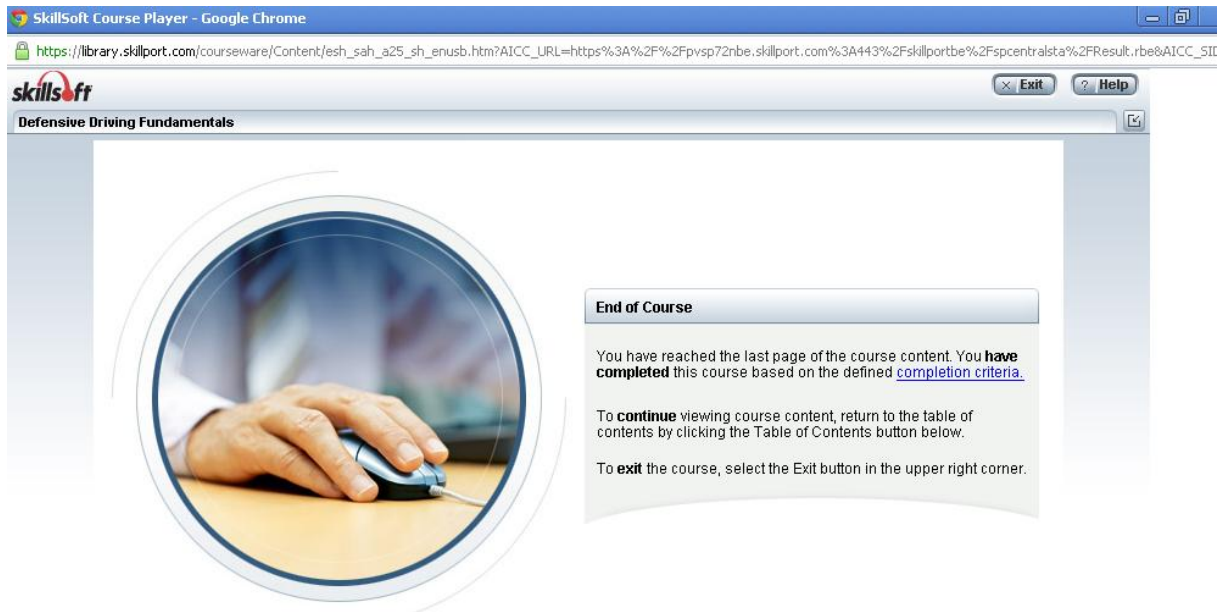 SkillSoft Course Player - Google Chrome
https://library.skillport.com/courseware/Content/esh_sah_a25_sh_enusb.htm?AICC_URL=https%3A%2F%2Fpvsp72nbe.skillport.com%3A443%2Fskillportbe%2Fspcentralsta%2FResult.rbe&AICC_SID
skillsoft
× Exit
? Help
Defensive Driving Fundamentals
End of Course
You have reached the last page of the course content. You have
completed this course based on the defined completion criteria.
To continue viewing course content, return to the table of
contents by clicking the Table of Contents button below.
To exit the course, select the Exit button in the upper right corner.